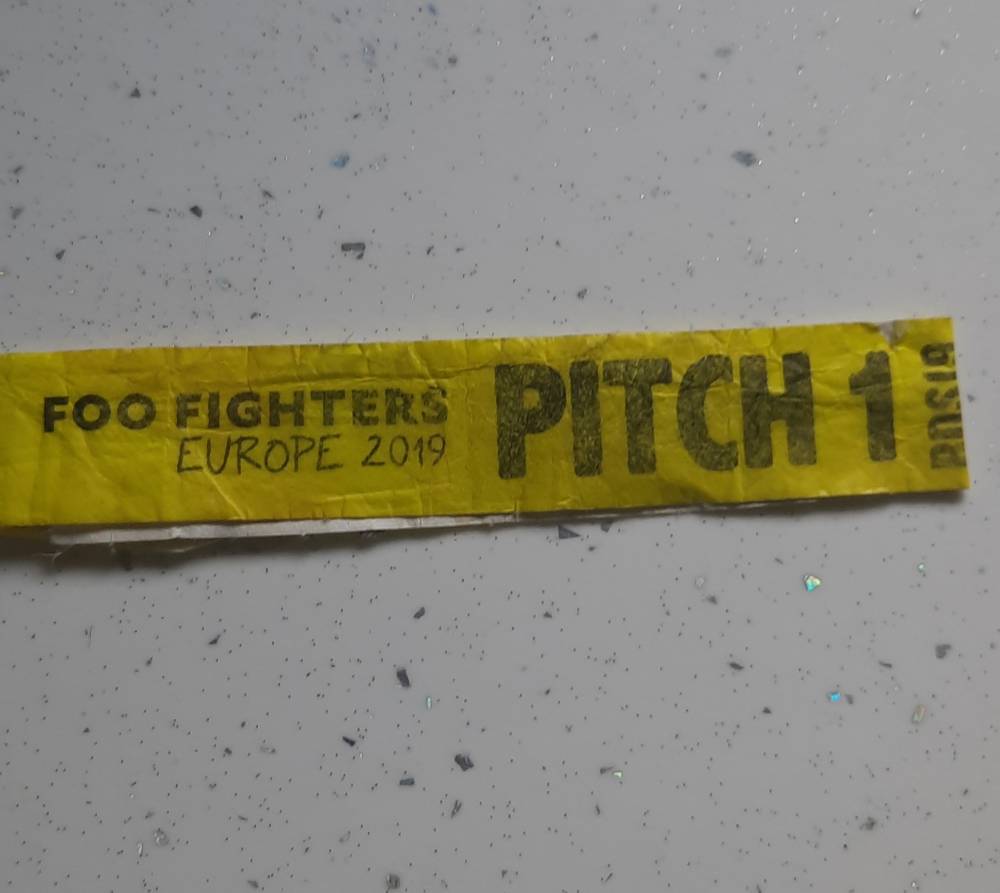 FOO FIGHTERS
EUROPE 2019
PITCH 1